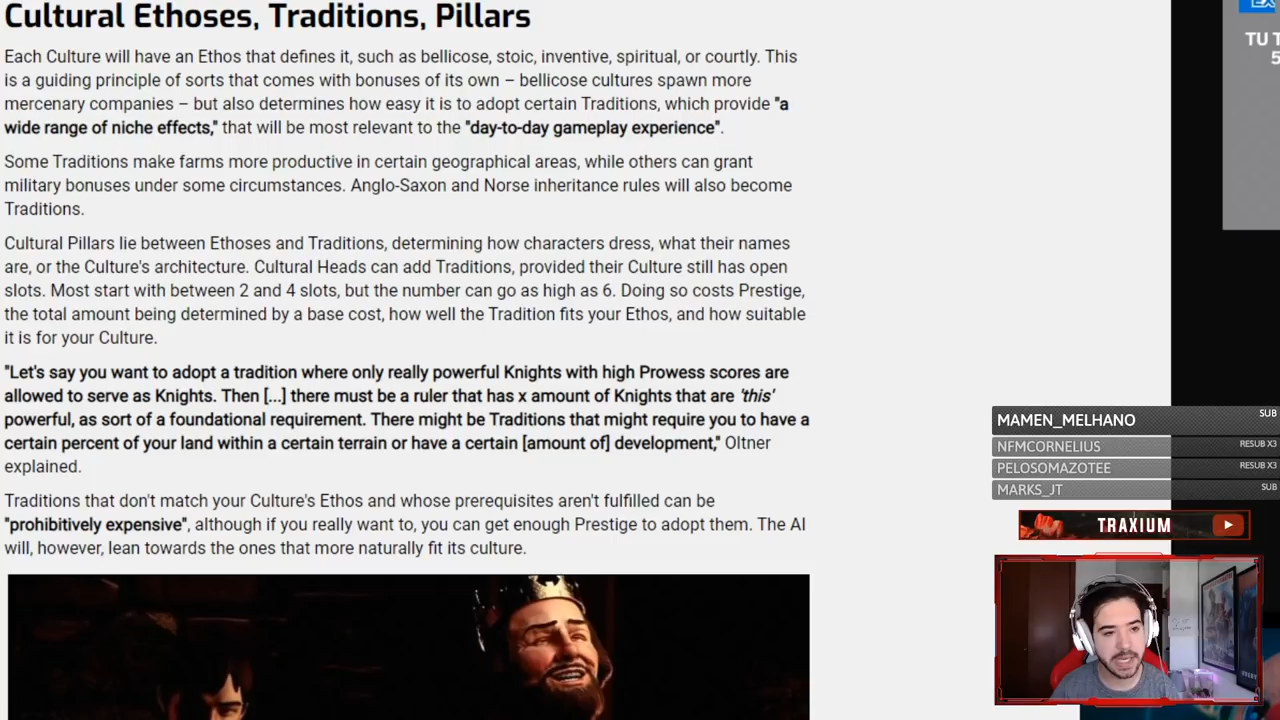 Cultural Ethoses, Traditions, Pillars
Each Culture will have an Ethos that defines it, such as bellicose, stoic, inventive, spiritual, or courtly. This
is a guiding principle of sorts that comes with bonuses of its own – bellicose cultures spawn more
mercenary companies – but also determines how easy it is to adopt certain Traditions, which provide "a
wide range of niche effects," that will be most relevant to the "day-to-day gameplay experience".
Some Traditions make farms more productive in certain geographical areas, while others can grant
military bonuses under some circumstances. Anglo-Saxon and Norse inheritance rules will also become
Traditions.
Cultural Pillars lie between Ethoses and Traditions, determining how characters dress, what their names
are, or the Culture's architecture. Cultural Heads can add Traditions, provided their Culture still has open
slots. Most start with between 2 and 4 slots, but the number can go as high as 6. Doing so costs Prestige,
the total amount being determined by a base cost, how well the Tradition fits your Ethos, and how suitable
it is for your Culture.
"Let's say you want to adopt a tradition where only really powerful Knights with high Prowess scores are
allowed to serve as Knights. Then [...] there must be a ruler that has x amount of Knights that are 'this'
powerful, as sort of a foundational requirement. There might be Traditions that might require you to have a
certain percent of your land within a certain terrain or have a certain [amount of] development," Oltner
explained.
Traditions that don't match your Culture's Ethos and whose prerequisites aren't fulfilled can be
"prohibitively expensive", although if you really want to, you can get enough Prestige to adopt them. The AI
will, however, lean towards the ones that more naturally fit its culture.
TU T
5
MAMEN_MELHANO SUB
NFMCORNELIUS RESUB X3
PELOSOMAZOTEE RESUB X3
MARKS_JT SUB
TRAXIUM